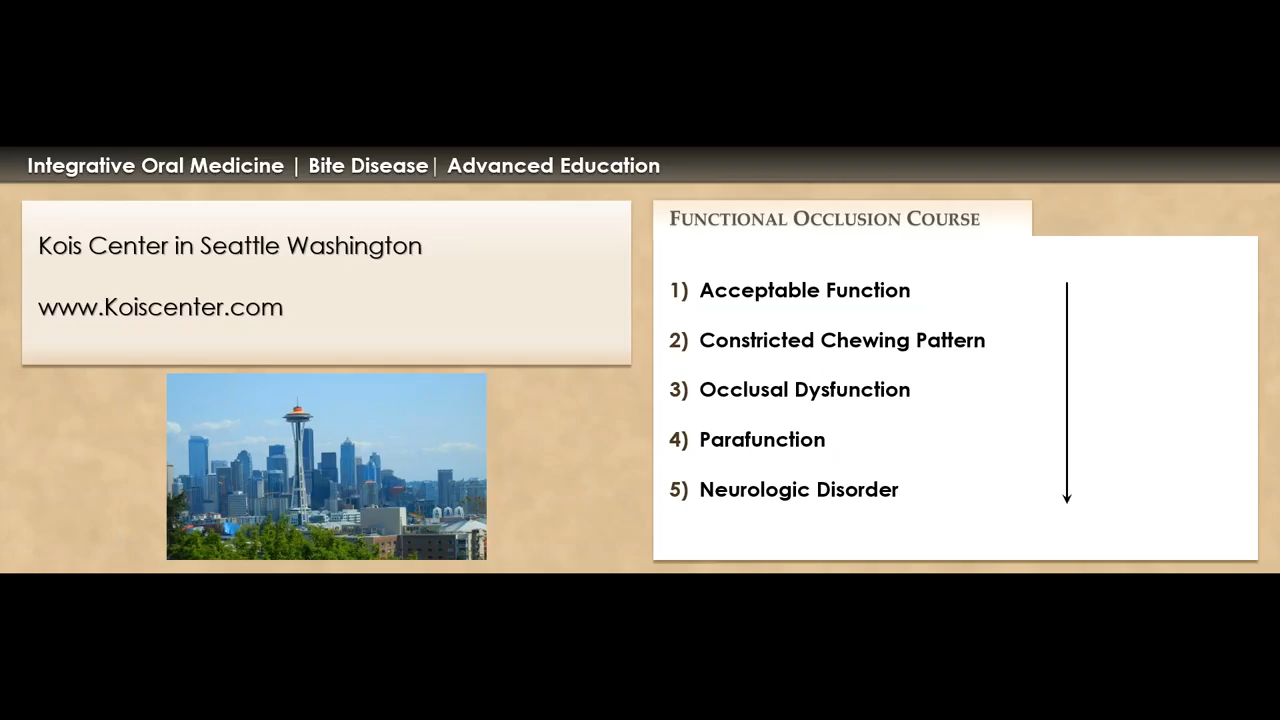 Integrative Oral Medicine | Bite Disease| Advanced Education
Kois Center in Seattle Washington
www.Koiscenter.com
FUNCTIONAL OCCLUSION COURSE
1) Acceptable Function
2) Constricted Chewing Pattern
3) Occlusal Dysfunction
4) Parafunction
5) Neurologic Disorder